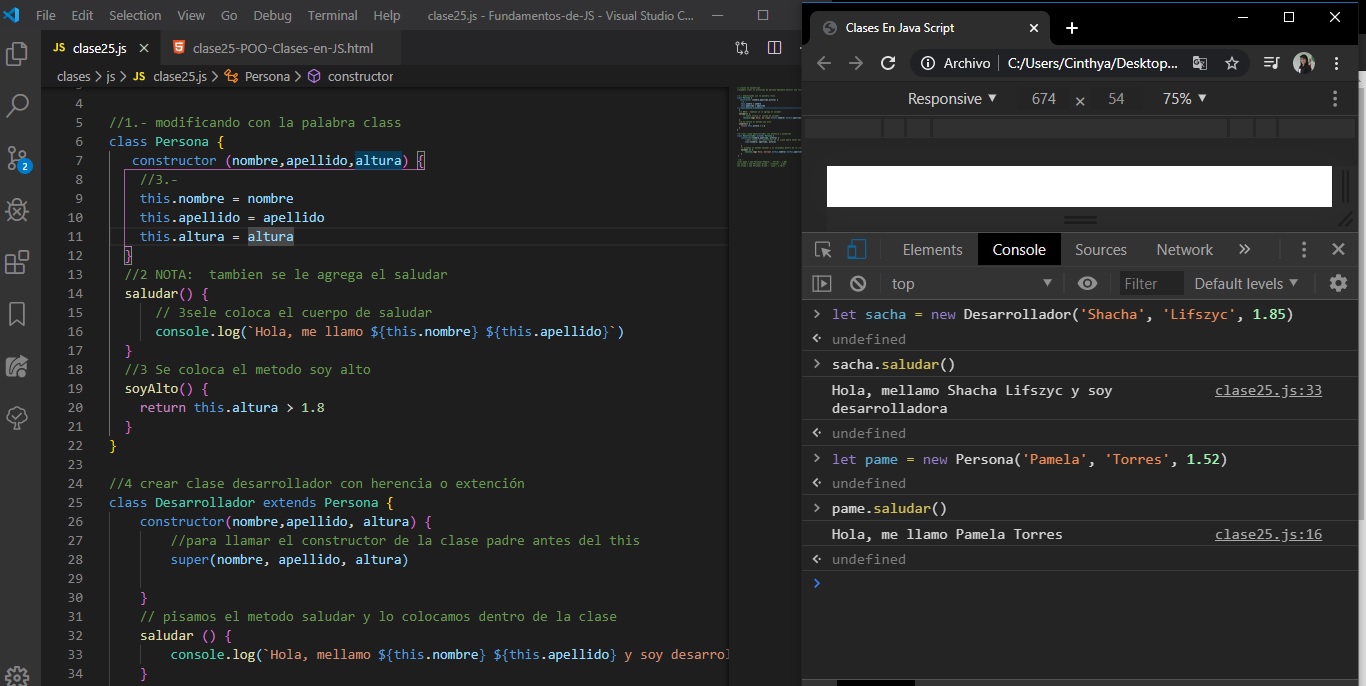 File Edit Selection View Go Debug Terminal Help clase25.js - Fundamentos-de-JS - Visual Studio C...
JS clase25.js clase25-POO-Clases-en-JS.html
clases > js > JS clase25.js > Persona > constructor
4
5 //1.- modificando con la palabra class
6 class Persona {
7 constructor (nombre,apellido,altura) {
8 //3.-
9 this.nombre = nombre
10 this.apellido = apellido
11 this.altura = altura
12 }
13 //2 NOTA:  tambien se le agrega el saludar
14 saludar() {
15 // 3sele coloca el cuerpo de saludar
16 console.log(`Hola, me llamo ${this.nombre} ${this.apellido}`)
17 }
18 //3 Se coloca el metodo soy alto
19 soyAlto() {
20 return this.altura > 1.8
21 }
22 }
23
24 //4 crear clase desarrollador con herencia o extención
25 class Desarrollador extends Persona {
26 constructor(nombre,apellido, altura) {
27 //para llamar el constructor de la clase padre antes del this
28 super(nombre, apellido, altura)
29
30 }
31 // pisamos el metodo saludar y lo colocamos dentro de la clase
32 saludar () {
33 console.log(`Hola, mellamo ${this.nombre} ${this.apellido} y soy desarrol
34 }
2
Clases En Java Script
Archivo | C:/Users/Cinthya/Desktop...
Responsive 674 × 54 75%
Elements Console Sources Network »
top Filter Default levels
> let sacha = new Desarrollador('Shacha', 'Lifszyc', 1.85)
undefined
> sacha.saludar()
Hola, mellamo Shacha Lifszyc y soy clase25.js:33
desarrolladora
undefined
> let pame = new Persona('Pamela', 'Torres', 1.52)
undefined
> pame.saludar()
Hola, me llamo Pamela Torres clase25.js:16
undefined
>